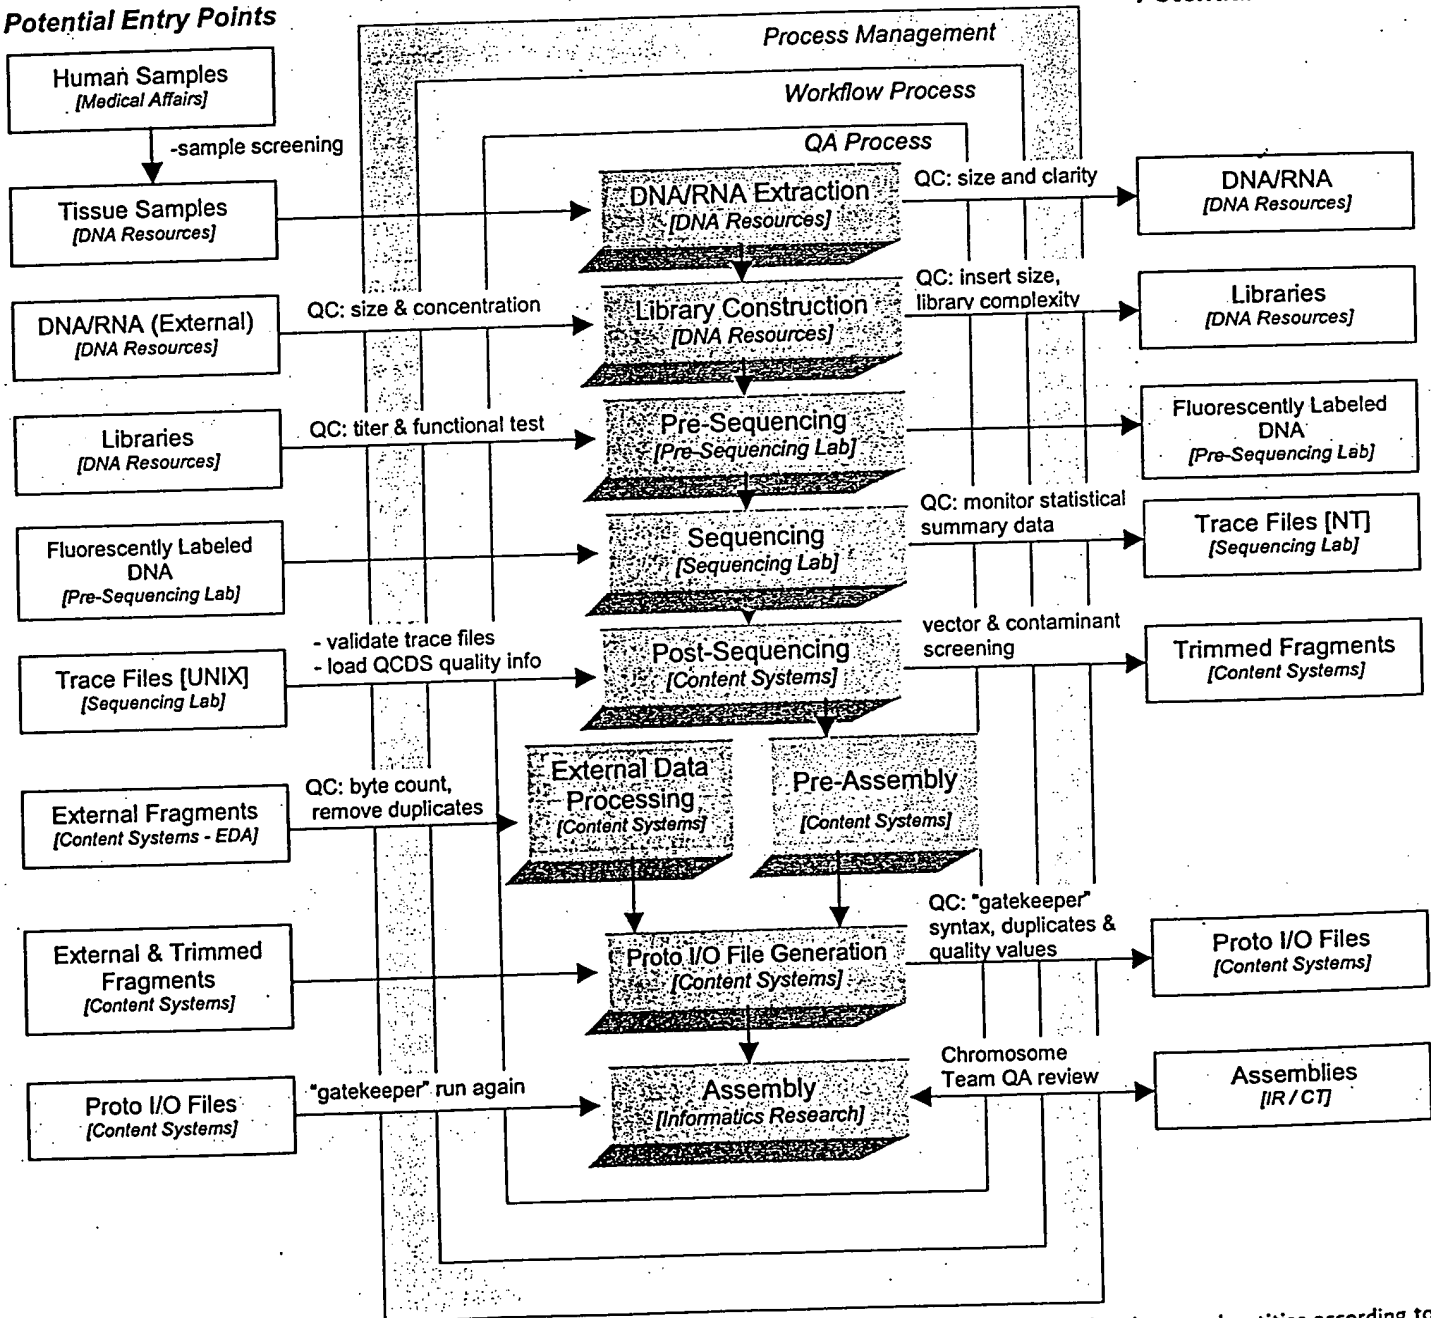 Potential Entry Points
Process Management
Workflow Process
QA Process
Human Samples
[Medical Affairs]
-sample screening
Tissue Samples
[DNA Resources]
DNA/RNA Extraction
[DNA Resources]
QC: size and clarity
DNA/RNA
[DNA Resources]
DNA/RNA (External)
[DNA Resources]
QC: size & concentration
Library Construction
[DNA Resources]
QC: insert size,
library complexity
Libraries
[DNA Resources]
Libraries
[DNA Resources]
QC: titer & functional test
Pre-Sequencing
[Pre-Sequencing Lab]
Fluorescently Labeled
DNA
[Pre-Sequencing Lab]
Fluorescently Labeled
DNA
[Pre-Sequencing Lab]
Sequencing
[Sequencing Lab]
QC: monitor statistical
summary data
Trace Files [NT]
[Sequencing Lab]
Trace Files [UNIX]
[Sequencing Lab]
- validate trace files
- load QCDS quality info
Post-Sequencing
[Content Systems]
vector & contaminant
screening
Trimmed Fragments
[Content Systems]
External Fragments
[Content Systems - EDA]
QC: byte count,
remove duplicates
External Data
Processing
[Content Systems]
Pre-Assembly
[Content Systems]
External & Trimmed
Fragments
[Content Systems]
Proto I/O File Generation
[Content Systems]
QC: "gatekeeper"
syntax, duplicates &
quality values
Proto I/O Files
[Content Systems]
Proto I/O Files
[Content Systems]
"gatekeeper" run again
Assembly
[Informatics Research]
Chromosome
Team QA review
Assemblies
[IR / CT]
entities according to